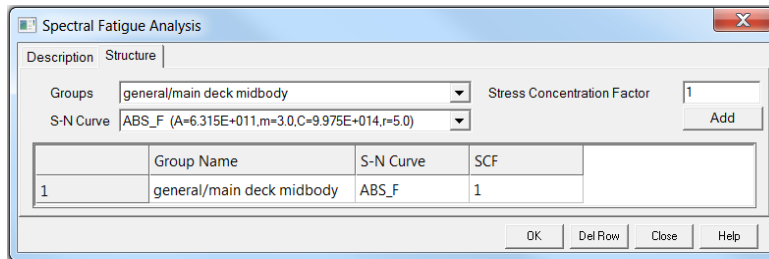 Spectral Fatigue Analysis
X
Description Structure
Groups general/main deck midbody Stress Concentration Factor 1
S-N Curve ABS_F (A=6.315E+011,m=3.0,C=9.975E+014,r=5.0) Add
Group Name S-N Curve SCF
1 general/main deck midbody ABS_F 1
OK Del Row Close Help